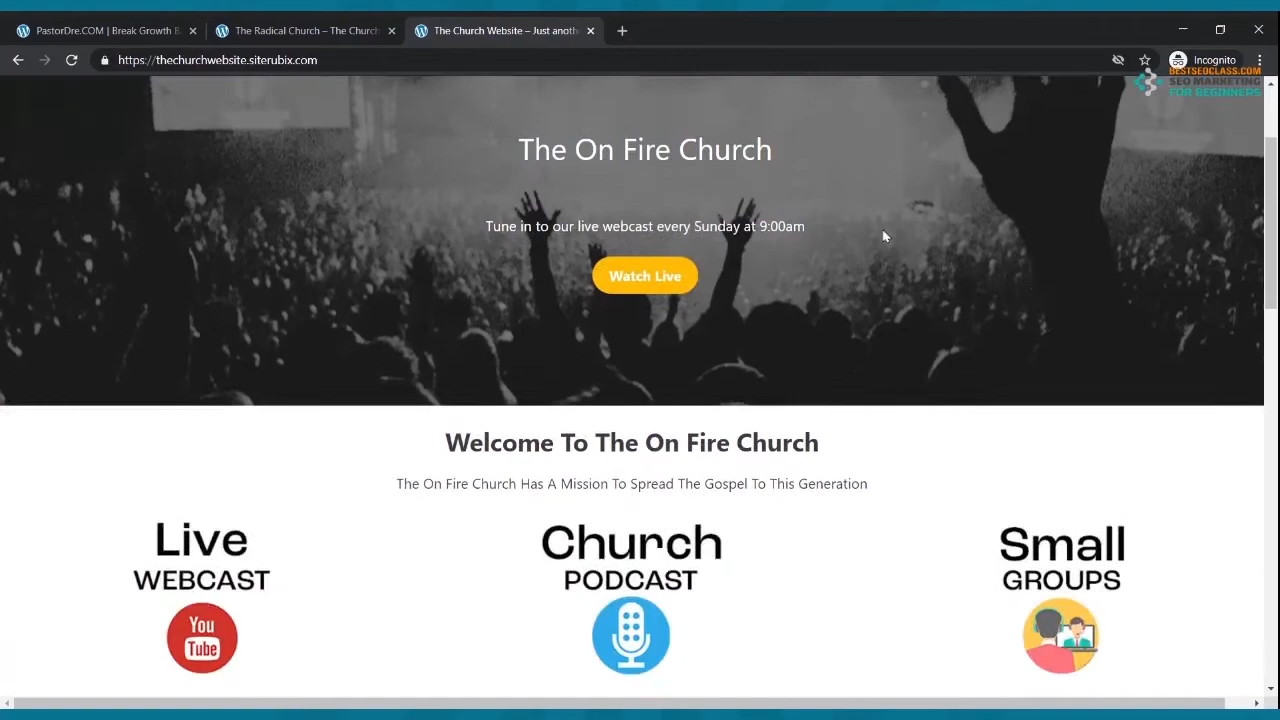 PastorDre.COM | Break Growth B
The Radical Church – The Church
The Church Website – Just anoth
https://thechurchwebsite.siterubix.com
Incognito
BESTSEOCLASS.COM
SEO MARKETING
FOR BEGINNERS
The On Fire Church
Tune in to our live webcast every Sunday at 9:00am
Watch Live
Welcome To The On Fire Church
The On Fire Church Has A Mission To Spread The Gospel To This Generation
Live
WEBCAST
You
Tube
Church
PODCAST
Small
GROUPS